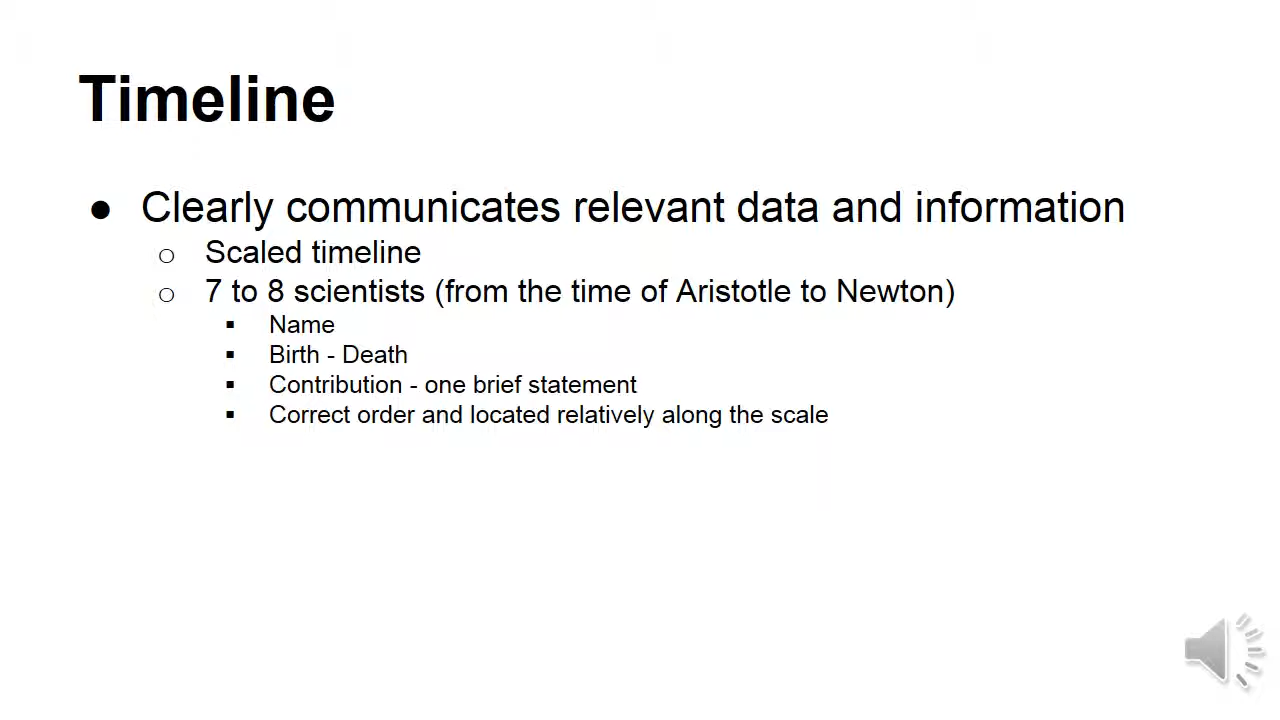 Timeline
● Clearly communicates relevant data and information
○ Scaled timeline
○ 7 to 8 scientists (from the time of Aristotle to Newton)
▪ Name
▪ Birth - Death
▪ Contribution - one brief statement
▪ Correct order and located relatively along the scale